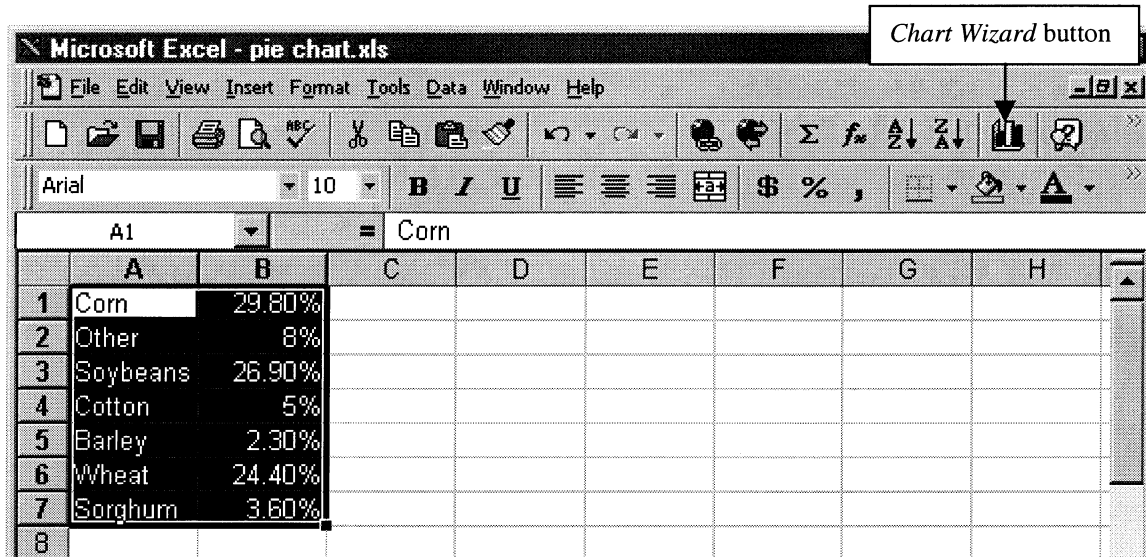 Chart Wizard button
Microsoft Excel - pie chart.xls
File Edit View Insert Format Tools Data Window Help
ABC Σ fx A Z Z A ?
Arial 10 B I U a $ % , A
A1 = Corn
A B C D E F G H
1 Corn 29.80%
2 Other 8%
3 Soybeans 26.90%
4 Cotton 5%
5 Barley 2.30%
6 Wheat 24.40%
7 Sorghum 3.60%
8